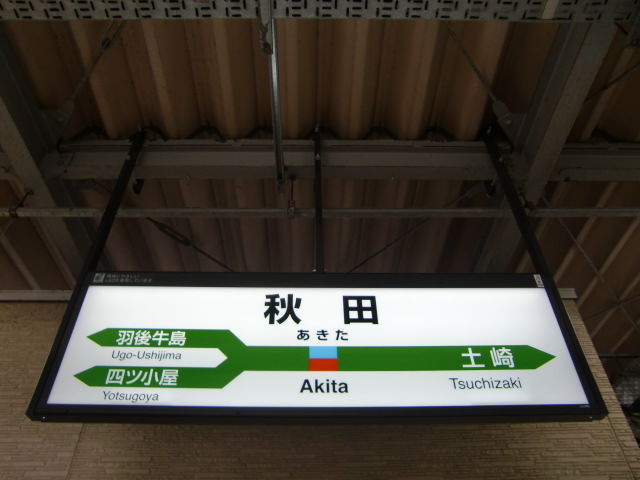 秋田
あきた
Akita
羽後牛島
Ugo-Ushijima
四ツ小屋
Yotsugoya
土崎
Tsuchizaki